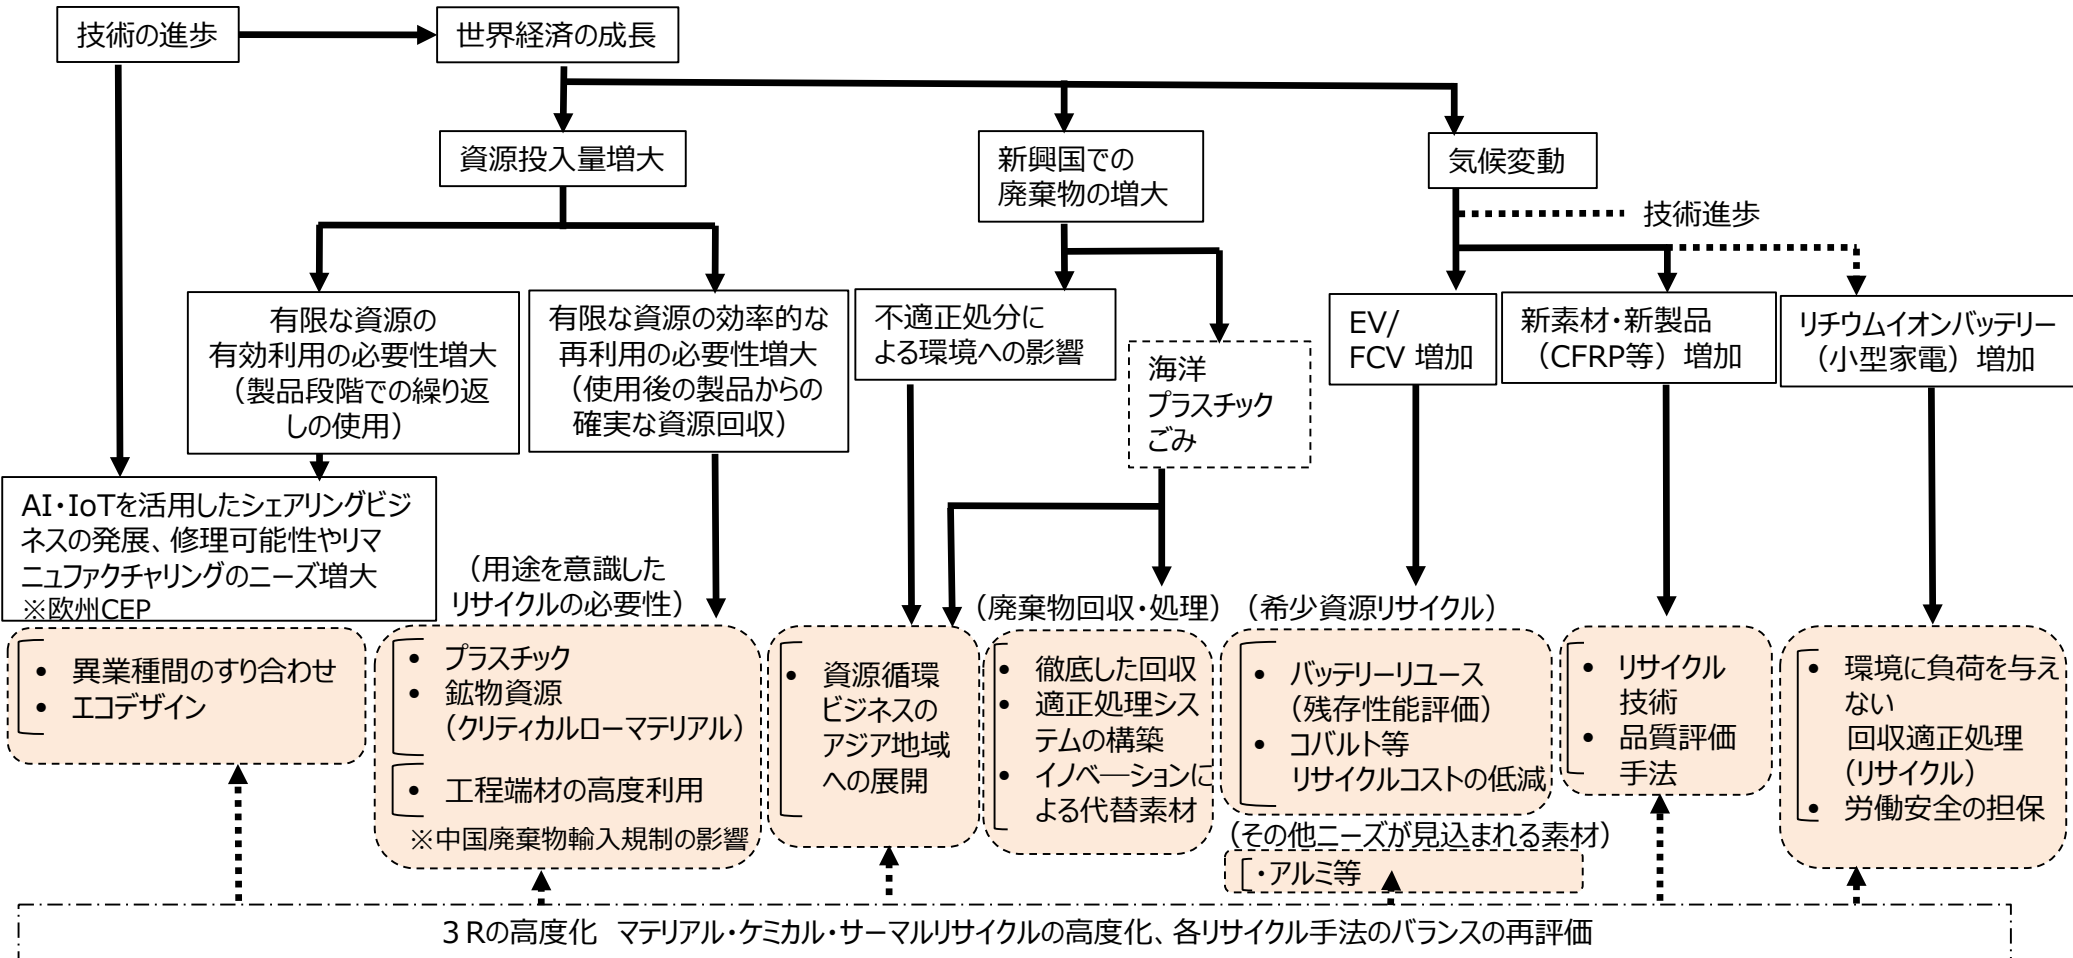 技術の進歩
世界経済の成長
資源投入量増大
新興国での
廃棄物の増大
気候変動
技術進歩
有限な資源の
有効利用の必要性増大
（製品段階での繰り返
しの使用）
有限な資源の効率的な
再利用の必要性増大
（使用後の製品からの
確実な資源回収）
不適正処分に
よる環境への影響
海洋
プラスチック
ごみ
EV/
FCV 増加
新素材・新製品
（CFRP等）増加
リチウムイオンバッテリー
（小型家電）増加
AI・IoTを活用したシェアリングビジ
ネスの発展、修理可能性やリマ
ニュファクチャリングのニーズ増大
※欧州CEP
（用途を意識した
リサイクルの必要性）
（廃棄物回収・処理）
（希少資源リサイクル）
• 異業種間のすり合わせ
• エコデザイン
• プラスチック
• 鉱物資源
（クリティカルローマテリアル）
• 工程端材の高度利用
※中国廃棄物輸入規制の影響
• 資源循環
ビジネスの
アジア地域
への展開
• 徹底した回収
• 適正処理シス
テムの構築
• イノベ―ションに
よる代替素材
• バッテリーリユース
（残存性能評価）
• コバルト等
リサイクルコストの低減
（その他ニーズが見込まれる素材）
・アルミ等
• リサイクル
技術
• 品質評価
手法
• 環境に負荷を与え
ない
回収適正処理
（リサイクル）
• 労働安全の担保
３Rの高度化　マテリアル・ケミカル・サーマルリサイクルの高度化、各リサイクル手法のバランスの再評価